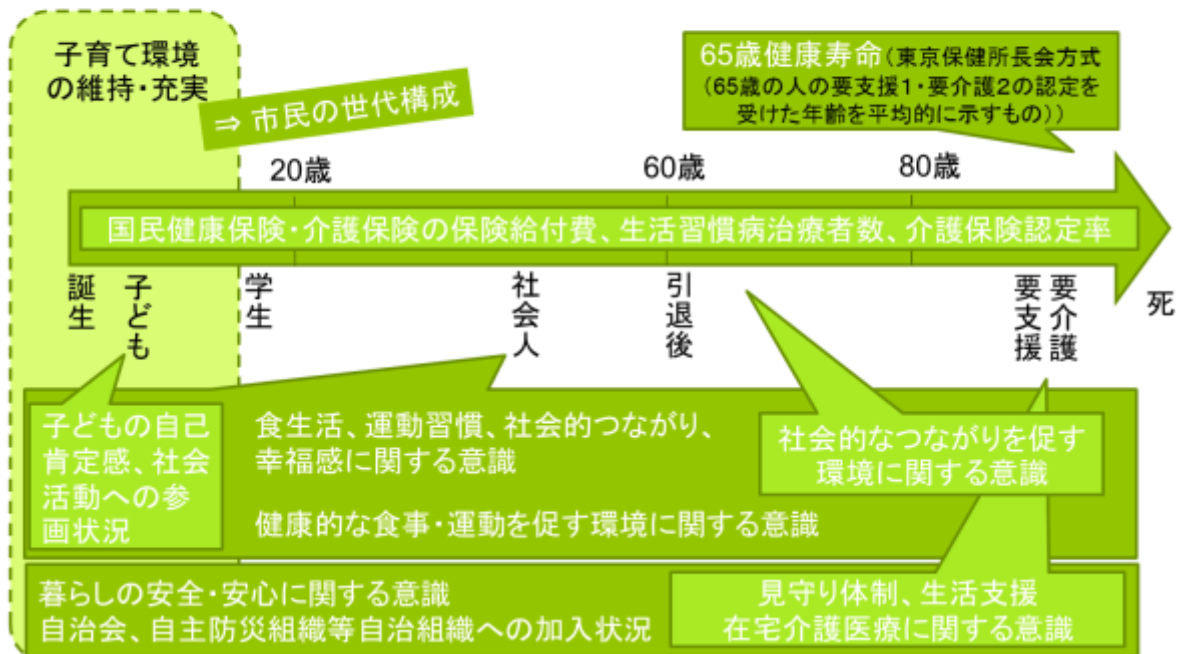 子育て環境
の維持・充実
⇒ 市民の世代構成
65歳健康寿命(東京保健所長会方式
(65歳の人の要支援1・要介護2の認定を
受けた年齢を平均的に示すもの))
20歳
60歳
80歳
国民健康保険・介護保険の保険給付費、生活習慣病治療者数、介護保険認定率
誕生
子ども
学生
社会人
引退後
要支援
要介護
死
子どもの自己
肯定感、社会
活動への参
画状況
食生活、運動習慣、社会的つながり、
幸福感に関する意識
健康的な食事・運動を促す環境に関する意識
社会的なつながりを促す
環境に関する意識
暮らしの安全・安心に関する意識
自治会、自主防災組織等自治組織への加入状況
見守り体制、生活支援
在宅介護医療に関する意識